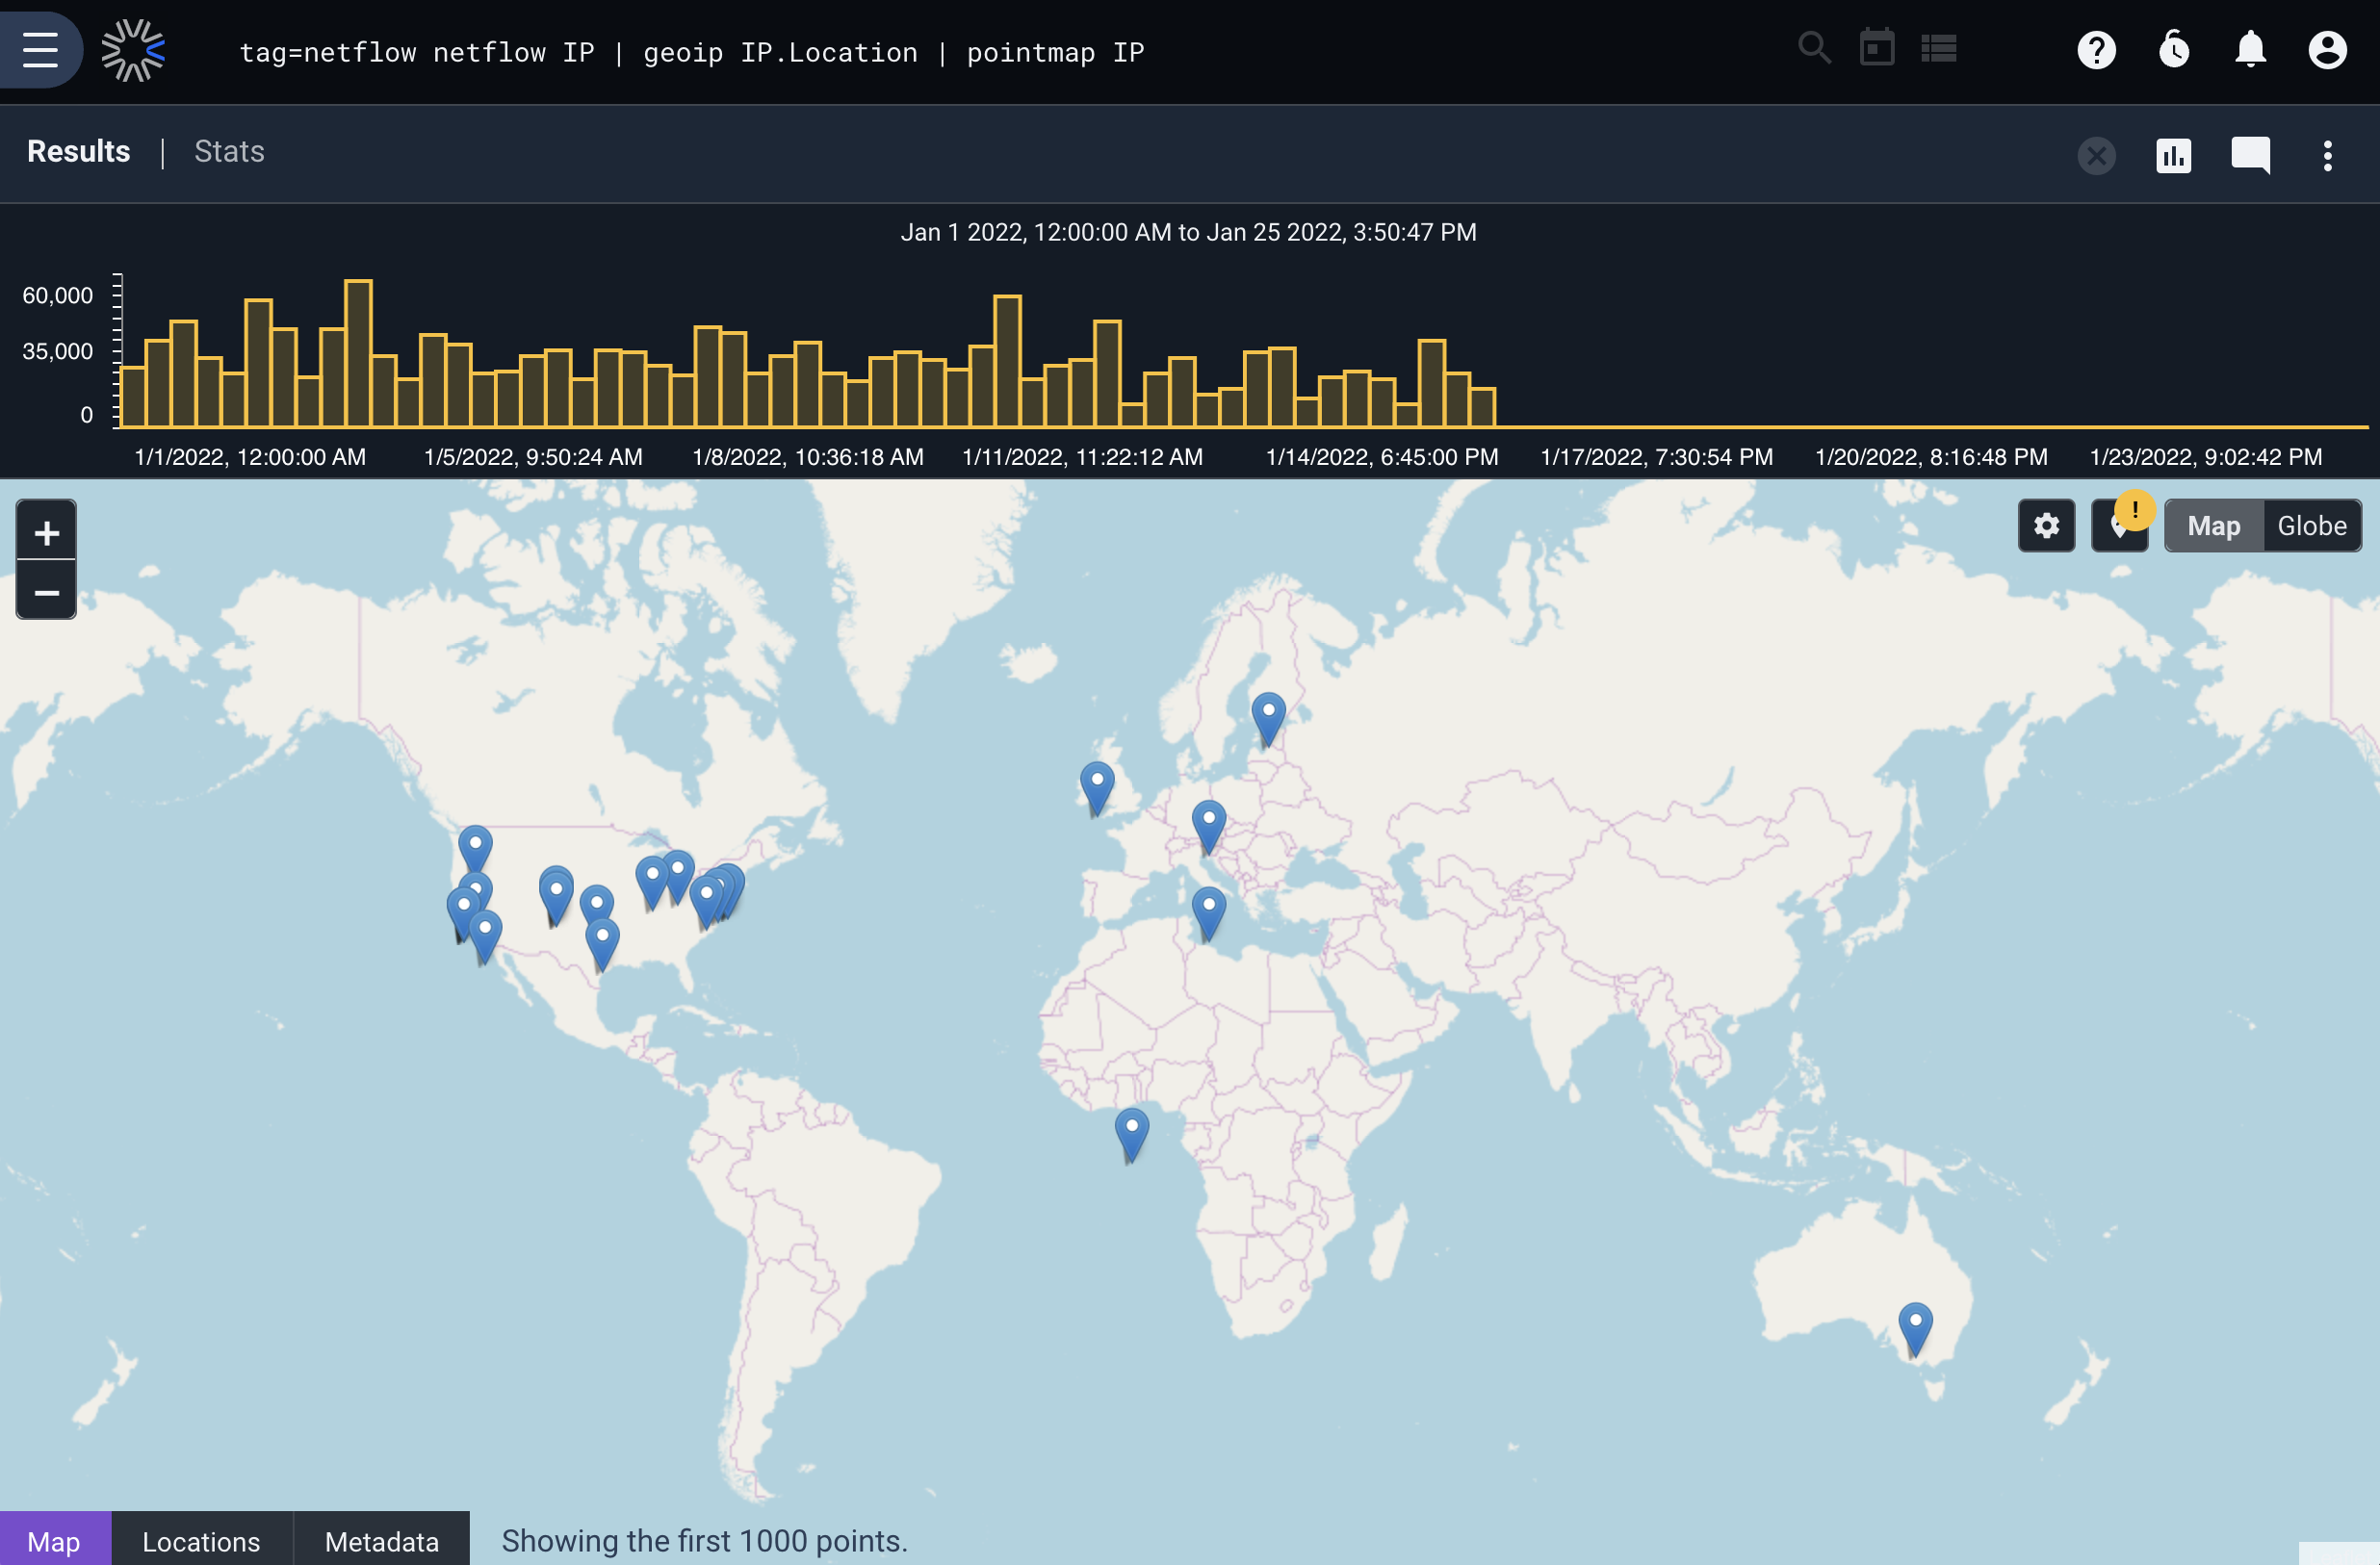 tag=netflow netflow IP | geoip IP.Location | pointmap IP
Results | Stats
Jan 1 2022, 12:00:00 AM to Jan 25 2022, 3:50:47 PM
60,000
35,000
0
1/1/2022, 12:00:00 AM 1/5/2022, 9:50:24 AM 1/8/2022, 10:36:18 AM 1/11/2022, 11:22:12 AM 1/14/2022, 6:45:00 PM 1/17/2022, 7:30:54 PM 1/20/2022, 8:16:48 PM 1/23/2022, 9:02:42 PM
+
−
! Map Globe
Map Locations Metadata Showing the first 1000 points.